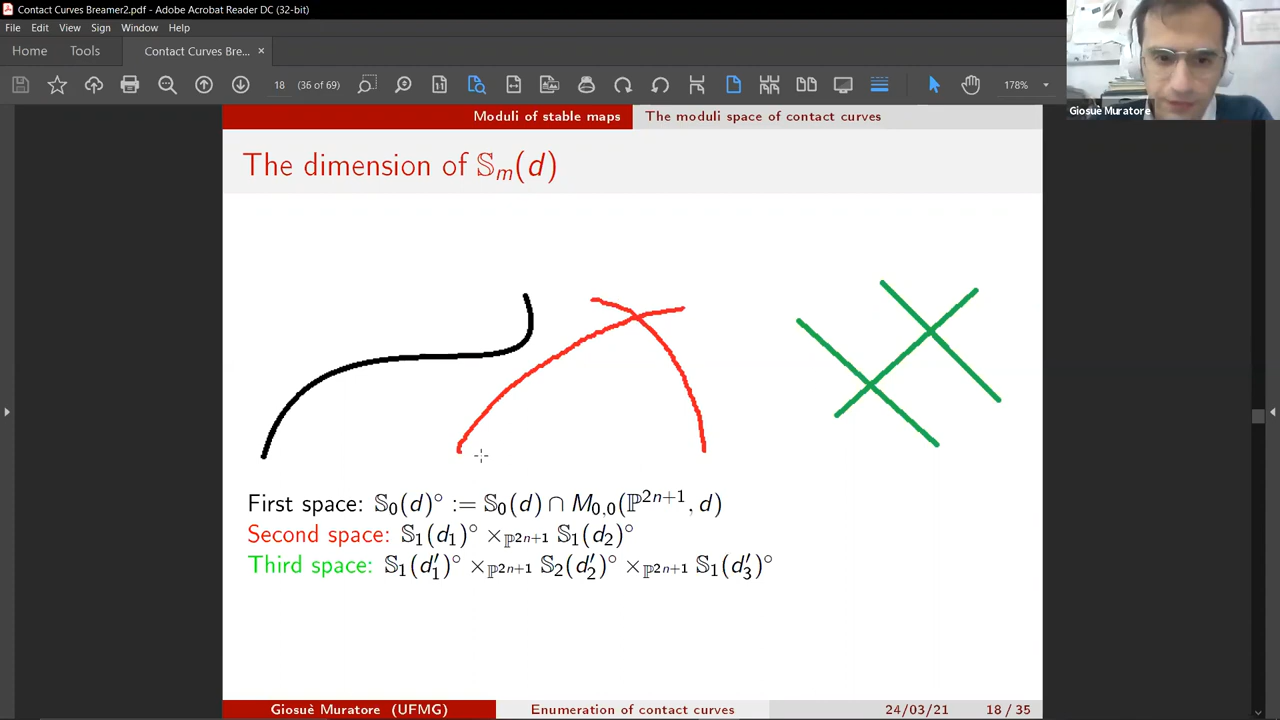 Contact Curves Breamer2.pdf - Adobe Acrobat Reader DC (32-bit)
File Edit View Sign Window Help
Home Tools Contact Curves Brea... ×
18 (36 of 69) 178%
Giosuè Muratore
Moduli of stable maps The moduli space of contact curves
The dimension of 𝕊ₘ(d)
First space: 𝕊₀(d)° := 𝕊₀(d) ∩ M₀,₀(ℙ²ⁿ⁺¹, d)
Second space: 𝕊₁(d₁)° ×_ℙ²ⁿ⁺¹ 𝕊₁(d₂)°
Third space: 𝕊₁(d′₁)° ×_ℙ²ⁿ⁺¹ 𝕊₂(d′₂)° ×_ℙ²ⁿ⁺¹ 𝕊₁(d′₃)°
Giosuè Muratore (UFMG) Enumeration of contact curves 24/03/21 18 / 35